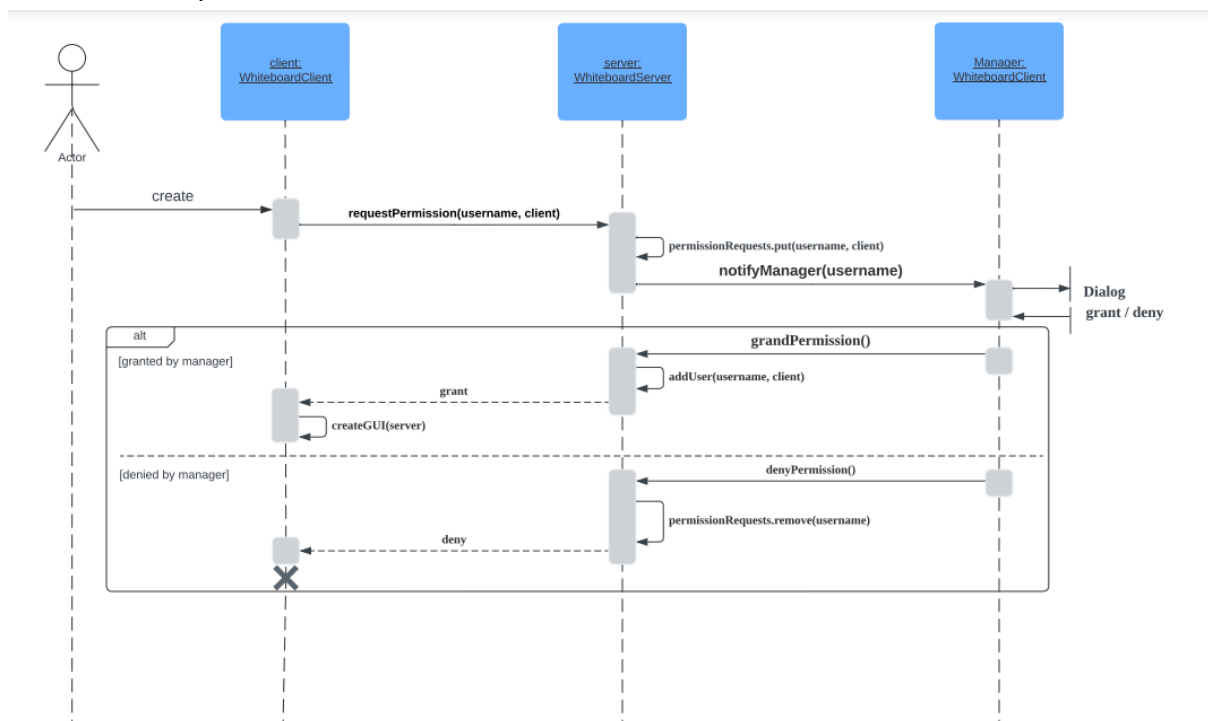 client:
WhiteboardClient
server:
WhiteboardServer
Manager:
WhiteboardClient
Actor
create
requestPermission(username, client)
permissionRequests.put(username, client)
notifyManager(username)
Dialog
grant / deny
alt
[granted by manager]
grandPermission()
addUser(username, client)
grant
createGUI(server)
[denied by manager]
denyPermission()
permissionRequests.remove(username)
deny